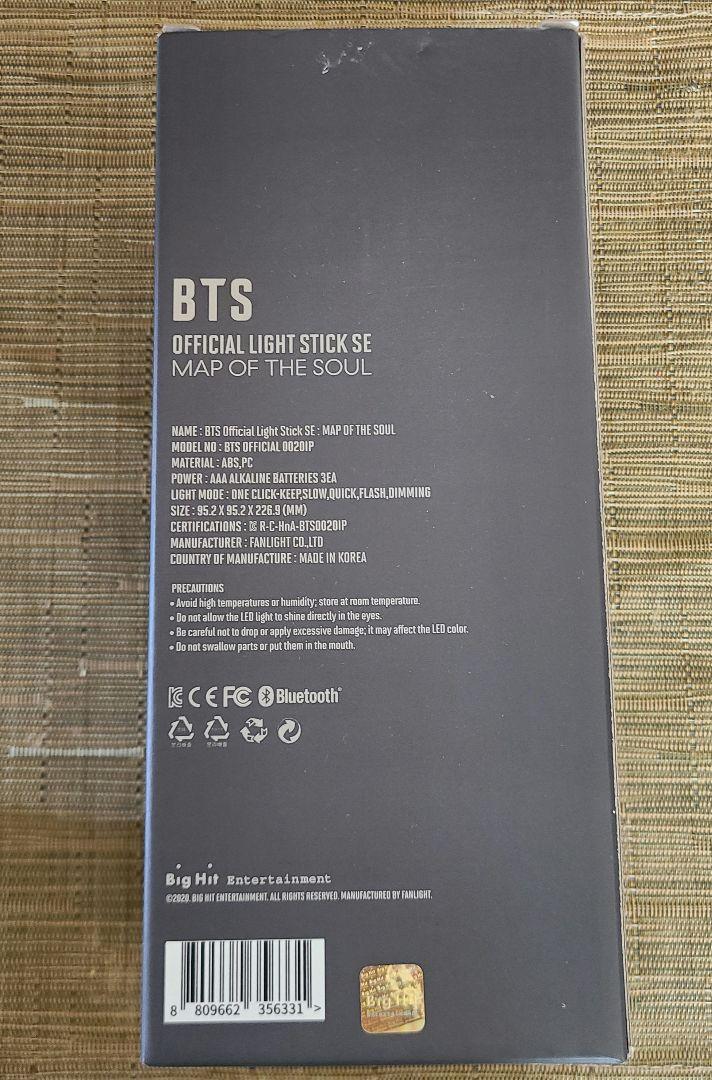 BTS
OFFICIAL LIGHT STICK SE
MAP OF THE SOUL
NAME : BTS Official Light Stick SE : MAP OF THE SOUL
MODEL NO : BTS OFFICIAL 0020IP
MATERIAL : ABS,PC
POWER : AAA ALKALINE BATTERIES 3EA
LIGHT MODE : ONE CLICK-KEEP,SLOW,QUICK,FLASH,DIMMING
SIZE : 95.2 X 95.2 X 226.9 (MM)
CERTIFICATIONS : R-C-HnA-BTS0020IP
MANUFACTURER : FANLIGHT CO.,LTD
COUNTRY OF MANUFACTURE : MADE IN KOREA
PRECAUTIONS
• Avoid high temperatures or humidity; store at room temperature.
• Do not allow the LED light to shine directly in the eyes.
• Be careful not to drop or apply excessive damage; it may affect the LED color.
• Do not swallow parts or put them in the mouth.
CE FC Bluetooth®
Big Hit Entertainment
©2020. BIG HIT ENTERTAINMENT. ALL RIGHTS RESERVED. MANUFACTURED BY FANLIGHT.
8 809662 356331 >
Big Hit
Entertainment